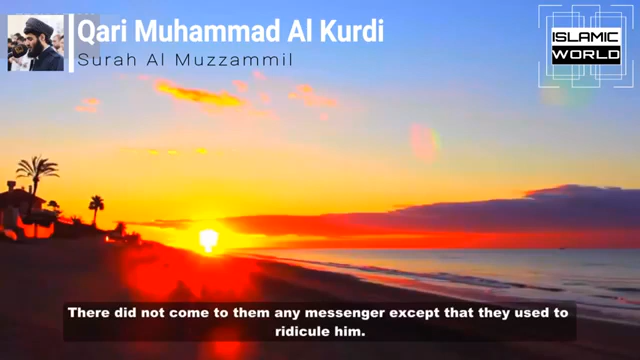 Qari Muhammad Al Kurdi
Surah Al Muzzammil
ISLAMIC
WORLD
There did not come to them any messenger except that they used to
ridicule him.